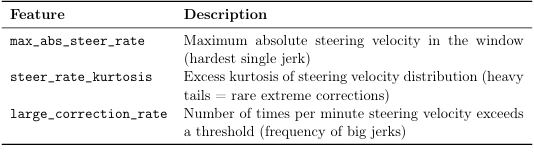 Feature Description
max_abs_steer_rate Maximum absolute steering velocity in the window
(hardest single jerk)
steer_rate_kurtosis Excess kurtosis of steering velocity distribution (heavy
tails = rare extreme corrections)
large_correction_rate Number of times per minute steering velocity exceeds
a threshold (frequency of big jerks)